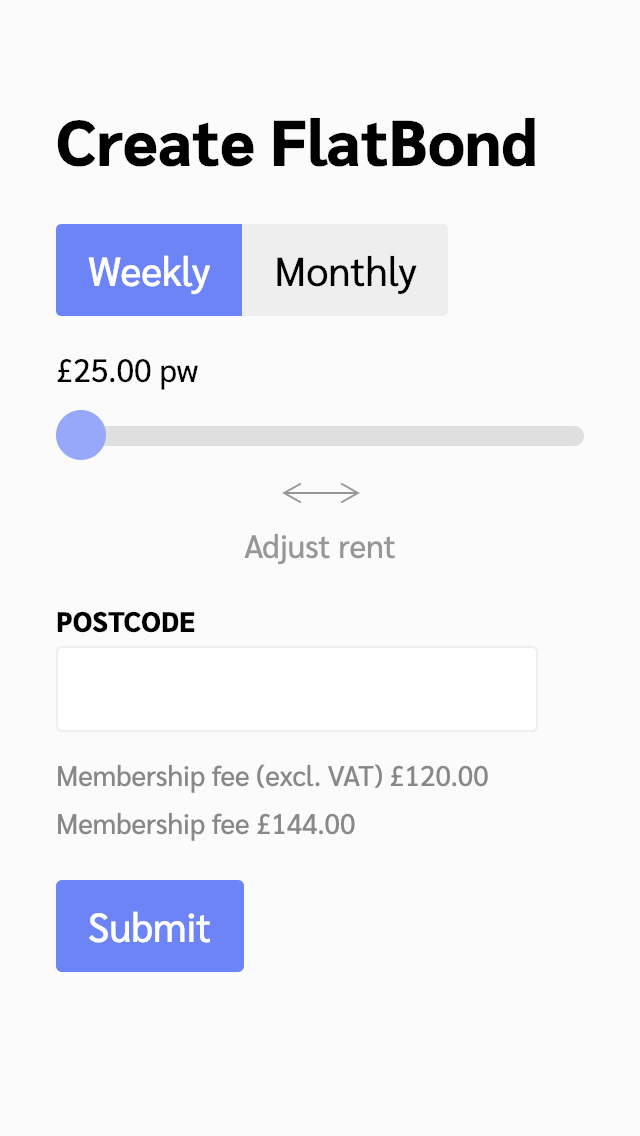 Create FlatBond
Weekly Monthly
£25.00 pw
Adjust rent
POSTCODE
Membership fee (excl. VAT) £120.00
Membership fee £144.00
Submit